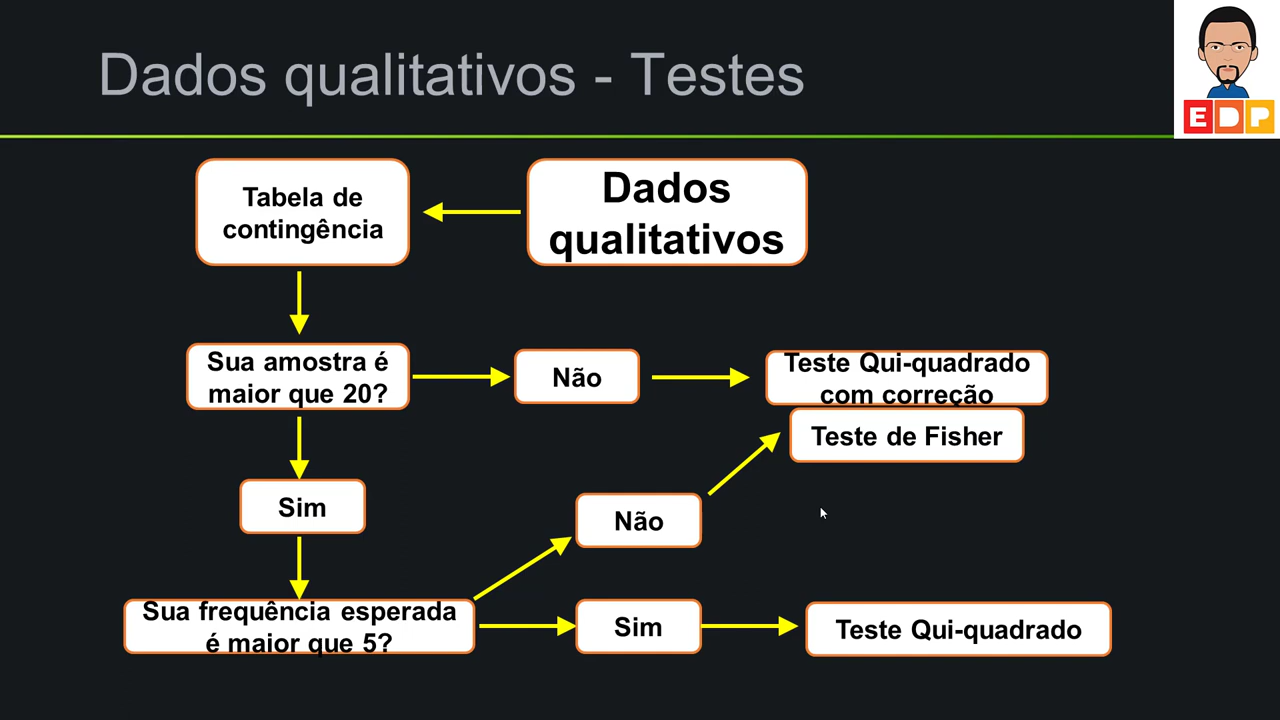 Dados qualitativos - Testes
EDP
Tabela de
contingência
Dados
qualitativos
Sua amostra é
maior que 20?
Não
Teste Qui-quadrado
com correção
Teste de Fisher
Sim
Não
Sua frequência esperada
é maior que 5?
Sim
Teste Qui-quadrado